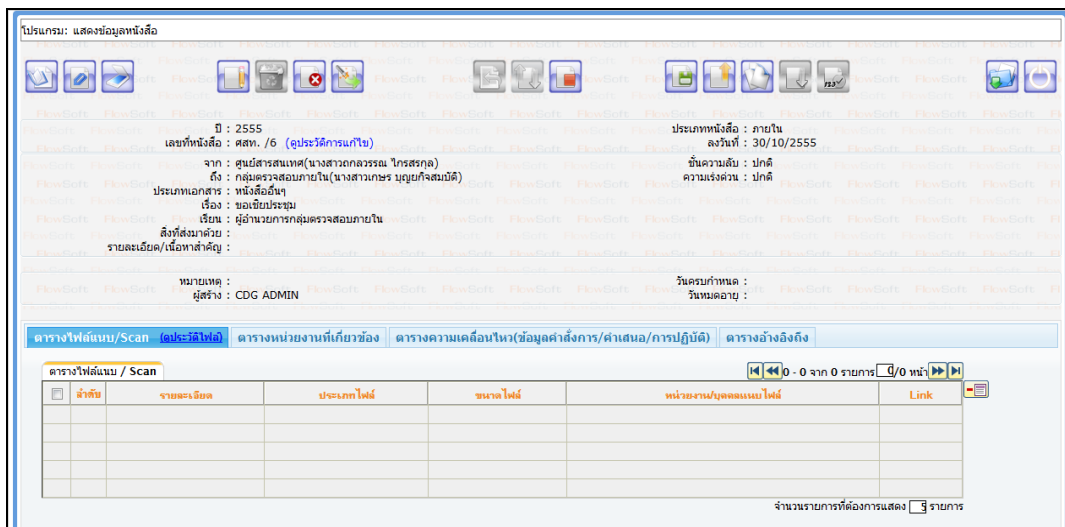 โปรแกรม: แสดงข้อมูลหนังสือ
ปี : 2555 ประเภทหนังสือ : ภายใน
เลขที่หนังสือ : ศสท. /6 (ดูประวัติการแก้ไข) ลงวันที่ : 30/10/2555
จาก : ศูนย์สารสนเทศ(นางสาวถกลวรรณ ไกรสรกุล) ชั้นความลับ : ปกติ
ถึง : กลุ่มตรวจสอบภายใน(นางสาวเกษร บุญยกิจสมบัติ) ความเร่งด่วน : ปกติ
ประเภทเอกสาร : หนังสืออื่นๆ
เรื่อง : ขอเชิญประชุม
เรียน : ผู้อำนวยการกลุ่มตรวจสอบภายใน
สิ่งที่ส่งมาด้วย :
รายละเอียด/เนื้อหาสำคัญ :
หมายเหตุ : วันครบกำหนด :
ผู้สร้าง : CDG ADMIN วันหมดอายุ :
ตารางไฟล์แนบ/Scan (ดูประวัติไฟล์) ตารางหน่วยงานที่เกี่ยวข้อง ตารางความเคลื่อนไหว(ข้อมูลคำสั่งการ/คำเสนอ/การปฏิบัติ) ตารางอ้างอิงถึง
ตารางไฟล์แนบ / Scan 0 - 0 จาก 0 รายการ 0/0 หน้า
ลำดับ รายละเอียด ประเภทไฟล์ ขนาดไฟล์ หน่วยงาน/บุคคลแนบไฟล์ Link
จำนวนรายการที่ต้องการแสดง 5 รายการ